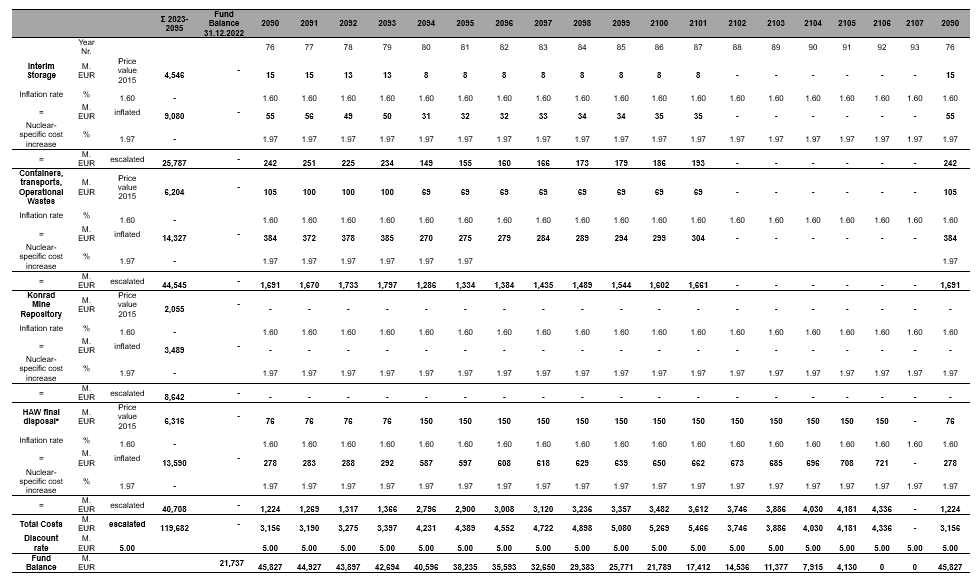 Σ 2023-2095 Fund Balance 31.12.2022 2090 2091 2092 2093 2094 2095 2096 2097 2098 2099 2100 2101 2102 2103 2104 2105 2106 2107 2090
Year Nr. 76 77 78 79 80 81 82 83 84 85 86 87 88 89 90 91 92 93 76
Interim Storage M. EUR Price value 2015 4,546 - 15 15 13 13 8 8 8 8 8 8 8 8 - - - - - - 15
Inflation rate % 1.60 - 1.60 1.60 1.60 1.60 1.60 1.60 1.60 1.60 1.60 1.60 1.60 1.60 1.60 1.60 1.60 1.60 1.60 1.60 1.60
= M. EUR inflated 9,080 - 55 56 49 50 31 32 32 33 34 34 35 35 - - - - - - 55
Nuclear-specific cost increase % 1.97 - 1.97 1.97 1.97 1.97 1.97 1.97 1.97 1.97 1.97 1.97 1.97 1.97 1.97 1.97 1.97 1.97 1.97 1.97 1.97
= M. EUR escalated 25,787 - 242 251 225 234 149 155 160 166 173 179 186 193 - - - - - - 242
Containers, transports, Operational Wastes M. EUR Price value 2015 6,204 - 105 100 100 100 69 69 69 69 69 69 69 69 - - - - - - 105
Inflation rate % 1.60 - 1.60 1.60 1.60 1.60 1.60 1.60 1.60 1.60 1.60 1.60 1.60 1.60 1.60 1.60 1.60 1.60 1.60 1.60 1.60
= M. EUR inflated 14,327 - 384 372 378 385 270 275 279 284 289 294 299 304 - - - - - - 384
Nuclear-specific cost increase % 1.97 - 1.97 1.97 1.97 1.97 1.97 1.97 1.97
= M. EUR escalated 44,545 - 1,691 1,670 1,733 1,797 1,286 1,334 1,384 1,435 1,489 1,544 1,602 1,661 - - - - - - 1,691
Konrad Mine Repository M. EUR Price value 2015 2,055 - - - - - - - - - - - - - - - - - - - -
Inflation rate % 1.60 - 1.60 1.60 1.60 1.60 1.60 1.60 1.60 1.60 1.60 1.60 1.60 1.60 1.60 1.60 1.60 1.60 1.60 1.60 1.60
= M. EUR inflated 3,489 - - - - - - - - - - - - - - - - - - - -
Nuclear-specific cost increase % 1.97 - 1.97 1.97 1.97 1.97 1.97 1.97 1.97 1.97 1.97 1.97 1.97 1.97 1.97 1.97 1.97 1.97 1.97 1.97 1.97
= M. EUR escalated 8,642 - - - - - - - - - - - - - - - - - - - -
HAW final disposal* M. EUR Price value 2015 6,316 - 76 76 76 76 150 150 150 150 150 150 150 150 150 150 150 150 150 - 76
Inflation rate % 1.60 - 1.60 1.60 1.60 1.60 1.60 1.60 1.60 1.60 1.60 1.60 1.60 1.60 1.60 1.60 1.60 1.60 1.60 1.60 1.60
= M. EUR inflated 13,590 - 278 283 288 292 587 597 608 618 629 639 650 662 673 685 696 708 721 - 278
Nuclear-specific cost increase % 1.97 - 1.97 1.97 1.97 1.97 1.97 1.97 1.97 1.97 1.97 1.97 1.97 1.97 1.97 1.97 1.97 1.97 1.97 1.97 1.97
= M. EUR escalated 40,708 - 1,224 1,269 1,317 1,366 2,796 2,900 3,008 3,120 3,236 3,357 3,482 3,612 3,746 3,886 4,030 4,181 4,336 - 1,224
Total Costs M. EUR escalated 119,682 - 3,156 3,190 3,275 3,397 4,231 4,389 4,552 4,722 4,898 5,080 5,269 5,466 3,746 3,886 4,030 4,181 4,336 - 3,156
Discount rate M. EUR 5.00 5.00 5.00 5.00 5.00 5.00 5.00 5.00 5.00 5.00 5.00 5.00 5.00 5.00 5.00 5.00 5.00 5.00 5.00 5.00
Fund Balance M. EUR 21,737 45,827 44,927 43,897 42,694 40,596 38,235 35,593 32,650 29,383 25,771 21,789 17,412 14,536 11,377 7,915 4,130 0 0 45,827